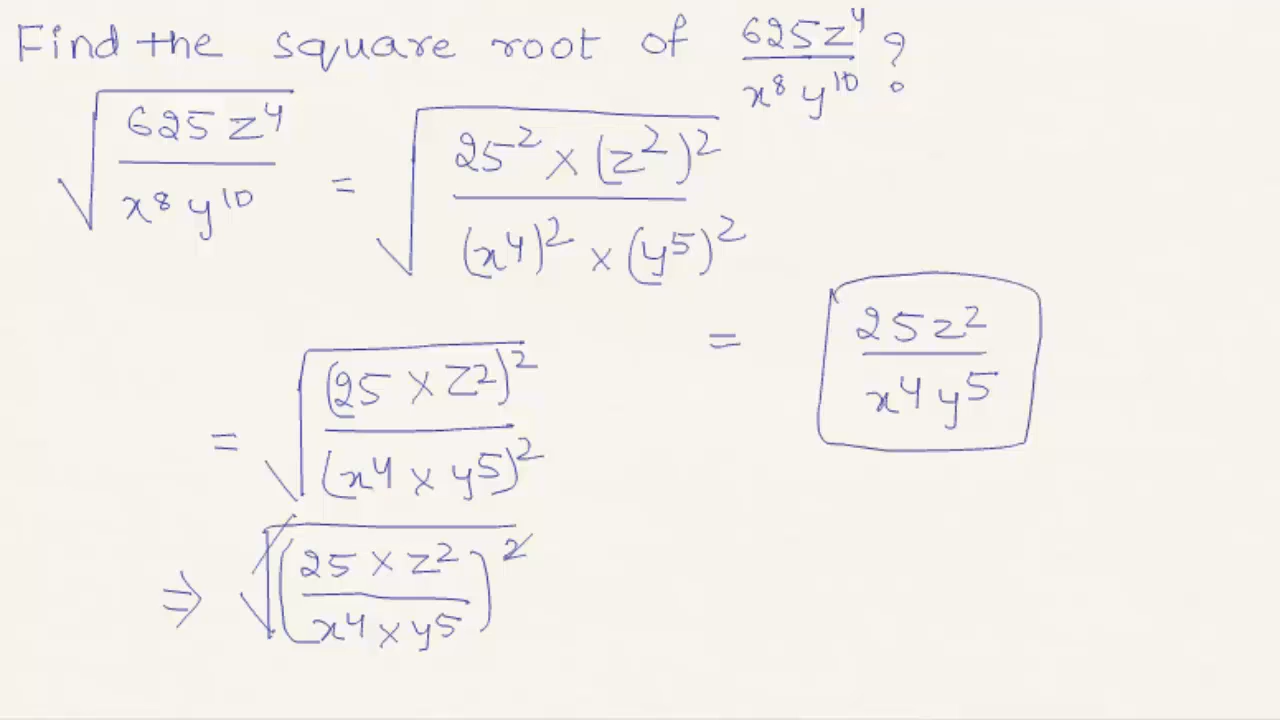 Find the square root of 625z⁴/x⁸y¹⁰ ?
√(625z⁴/x⁸y¹⁰) = √(25² × (z²)²/(x⁴)² × (y⁵)²)
= √((25 × z²)²/(x⁴ × y⁵)²)
⇒ √(25 × z²/x⁴ × y⁵)²
= 25z²/x⁴y⁵